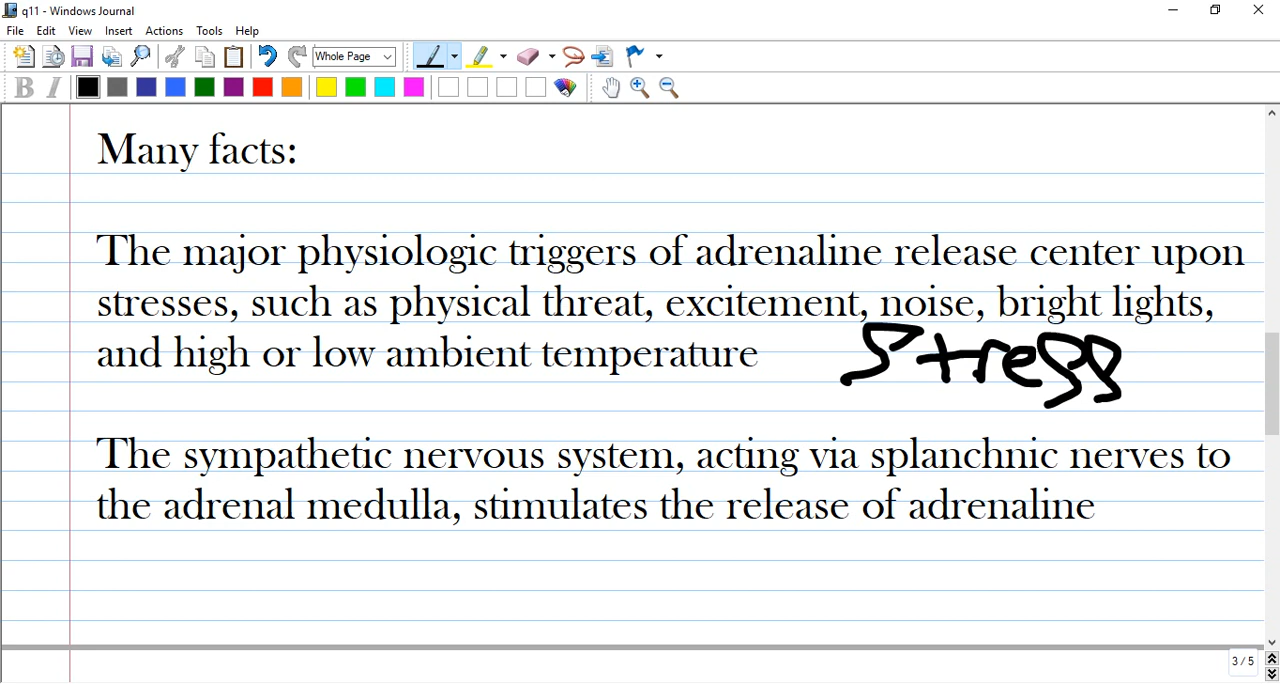 q11 - Windows Journal
File Edit View Insert Actions Tools Help
Whole Page
B I
Many facts:
The major physiologic triggers of adrenaline release center upon
stresses, such as physical threat, excitement, noise, bright lights,
and high or low ambient temperature
stress
The sympathetic nervous system, acting via splanchnic nerves to
the adrenal medulla, stimulates the release of adrenaline
3 / 5